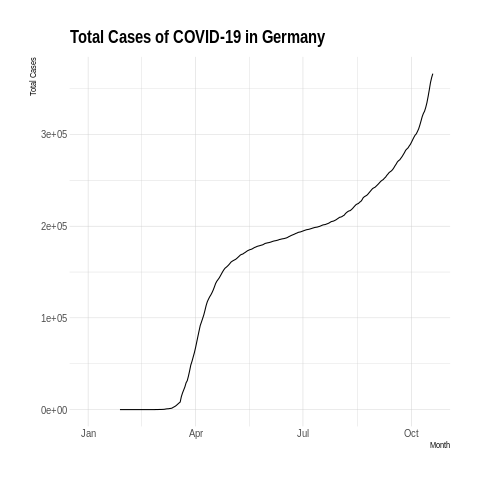 Total Cases of COVID-19 in Germany
Total Cases
3e+05
2e+05
1e+05
0e+00
Jan Apr Jul Oct
Month